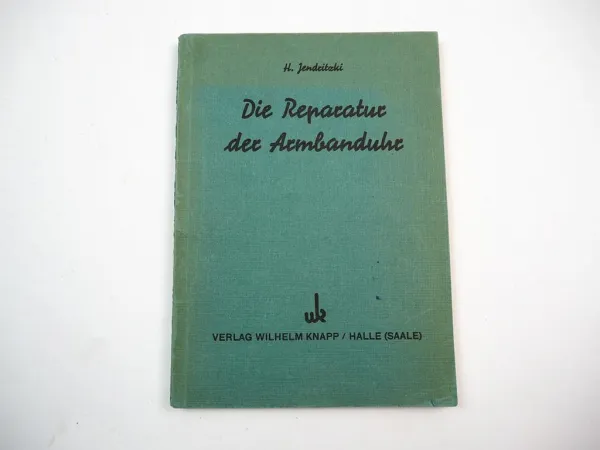 H. Jendritzki
Die Reparatur
der Armbanduhr
wk
VERLAG WILHELM KNAPP / HALLE (SAALE)